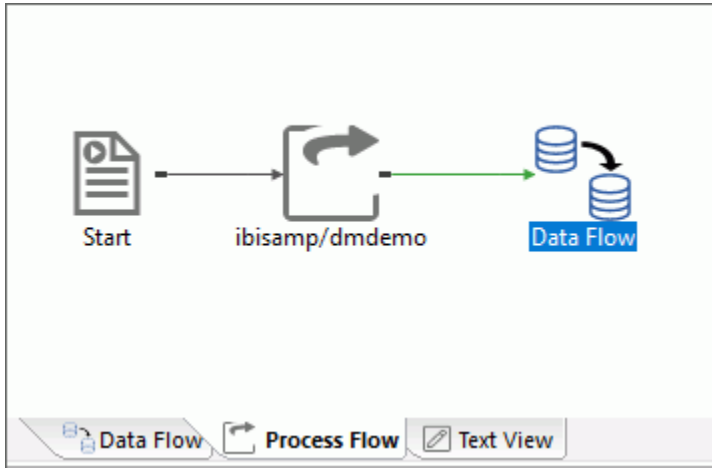 Start
ibisamp/dmdemo
Data Flow
Data Flow
Process Flow
Text View